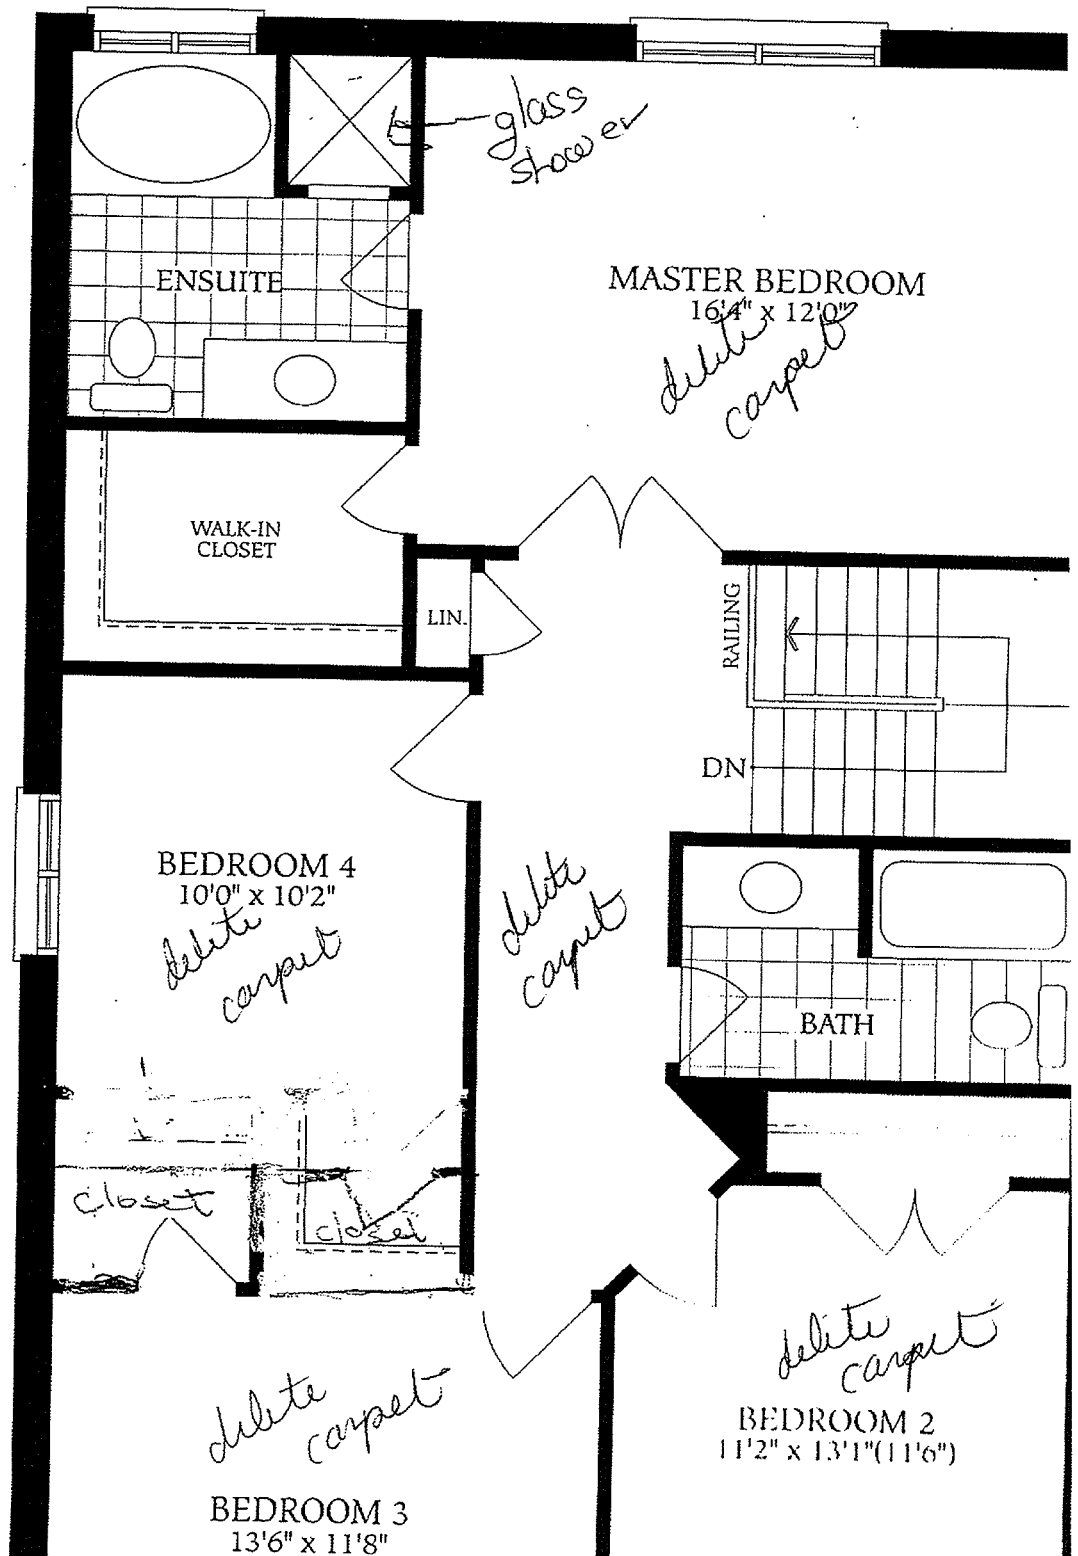 glass
shower
ENSUITE
MASTER BEDROOM
16'4" x 12'0"
delite
carpet
WALK-IN
CLOSET
LIN.
RAILING
DN
BEDROOM 4
10'0" x 10'2"
delite
carpet
delite
carpet
BATH
closet
closet
delite
carpet
BEDROOM 2
11'2" x 13'1"(11'6")
delite
carpet
BEDROOM 3
13'6" x 11'8"